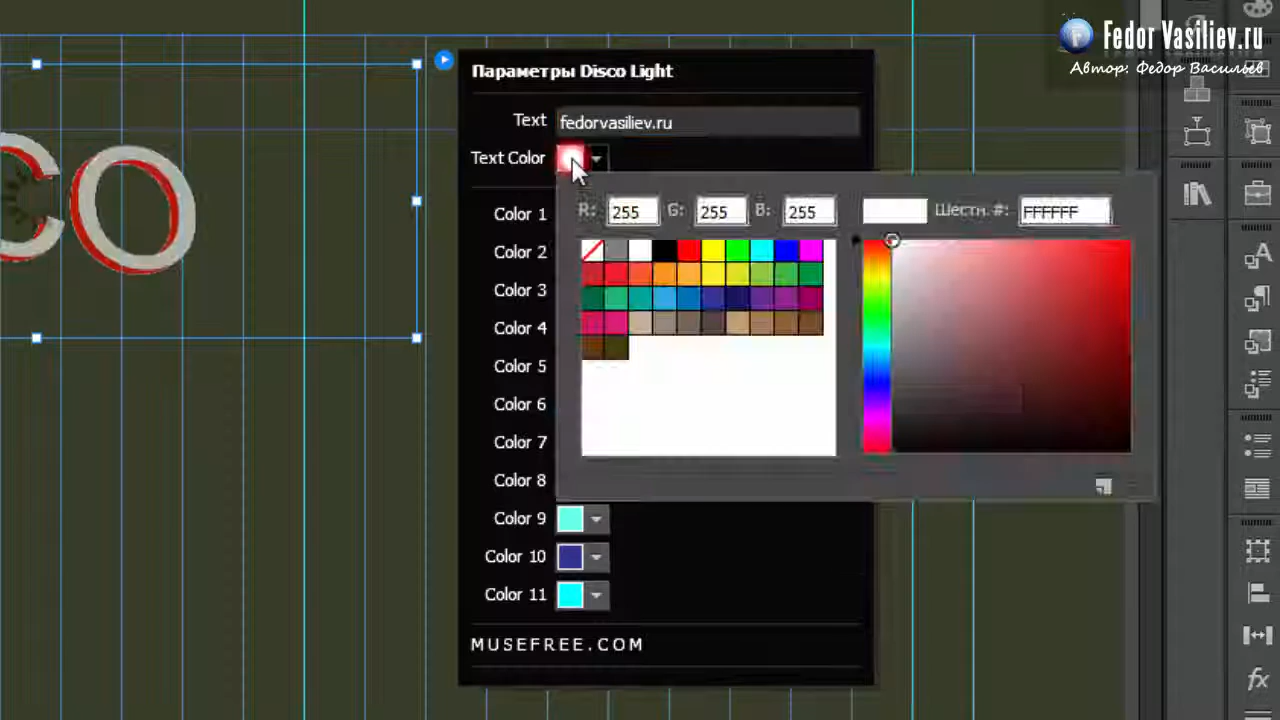 Fedor Vasiliev.ru
Автор: Федор Васильев
Параметры Disco Light
Text fedorvasiliev.ru
Text Color
R: 255 G: 255 B: 255 Шестн. #: FFFFFF
Color 1
Color 2
Color 3
Color 4
Color 5
Color 6
Color 7
Color 8
Color 9
Color 10
Color 11
MUSEFREE.COM
CO
A
fx